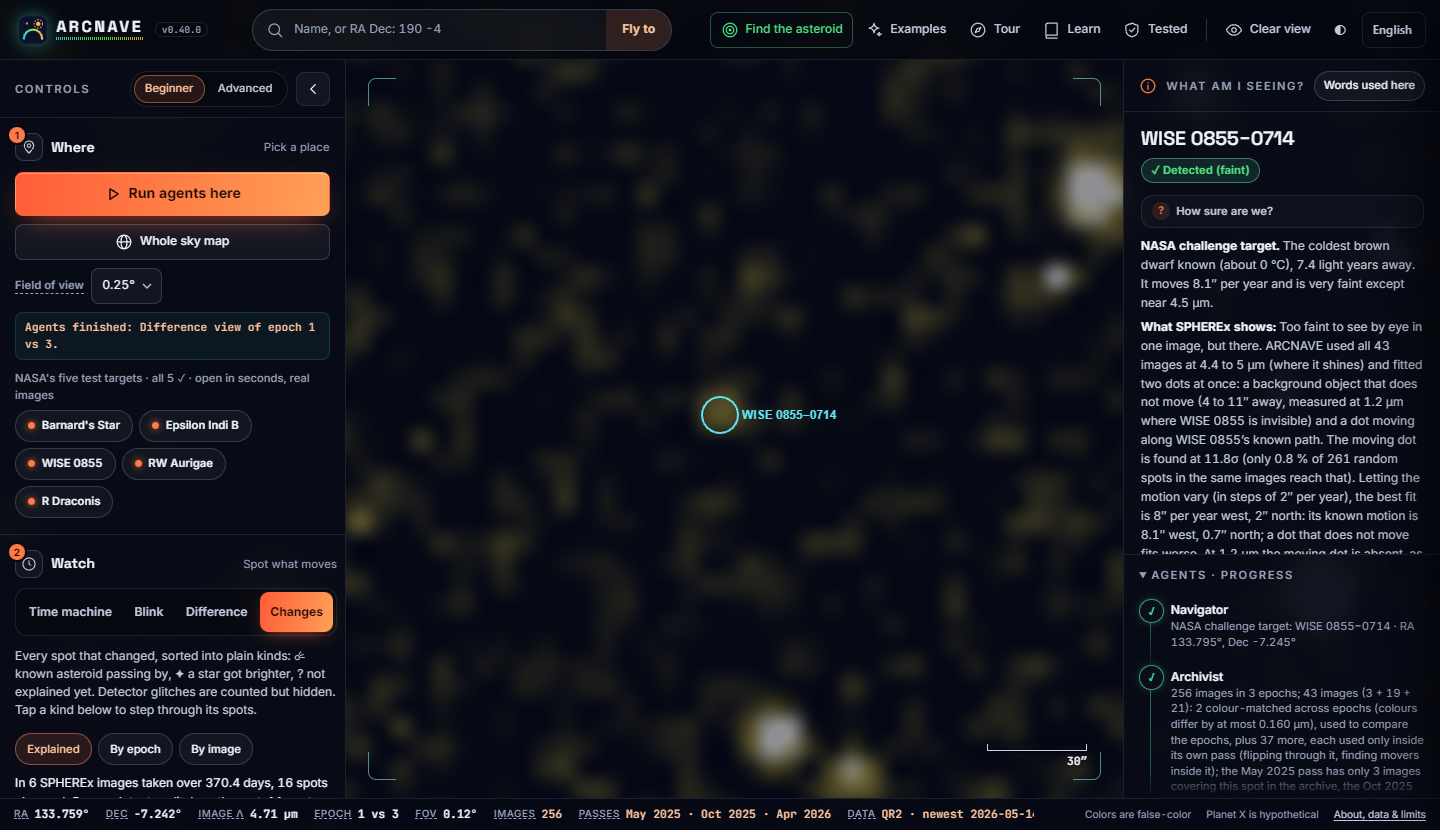 ARCNAVE v0.40.0
Name, or RA Dec: 190 -4 Fly to
Find the asteroid Examples Tour Learn Tested Clear view English
CONTROLS Beginner Advanced
1 Where Pick a place
Run agents here
Whole sky map
Field of view 0.25°
Agents finished: Difference view of epoch 1
vs 3.
NASA's five test targets · all 5 ✓ · open in seconds, real
images
Barnard's Star Epsilon Indi B
WISE 0855 RW Aurigae
R Draconis
2 Watch Spot what moves
Time machine Blink Difference Changes
Every spot that changed, sorted into plain kinds: ☄
known asteroid passing by, ✦ a star got brighter, ? not
explained yet. Detector glitches are counted but hidden.
Tap a kind below to step through its spots.
Explained By epoch By image
In 6 SPHEREx images taken over 370.4 days, 16 spots
WISE 0855−0714
30″
WHAT AM I SEEING? Words used here
WISE 0855−0714
✓ Detected (faint)
? How sure are we?
NASA challenge target. The coldest brown
dwarf known (about 0 °C), 7.4 light years away.
It moves 8.1″ per year and is very faint except
near 4.5 µm.
What SPHEREx shows: Too faint to see by eye in
one image, but there. ARCNAVE used all 43
images at 4.4 to 5 µm (where it shines) and fitted
two dots at once: a background object that does
not move (4 to 11″ away, measured at 1.2 µm
where WISE 0855 is invisible) and a dot moving
along WISE 0855's known path. The moving dot
is found at 11.8σ (only 0.8 % of 261 random
spots in the same images reach that). Letting the
motion vary (in steps of 2″ per year), the best fit
is 8″ per year west, 2″ north: its known motion is
8.1″ west, 0.7″ north; a dot that does not move
fits worse. At 1.2 µm the moving dot is absent, as
▼ AGENTS · PROGRESS
✓ Navigator
NASA challenge target: WISE 0855−0714 · RA
133.795°, Dec -7.245°
✓ Archivist
256 images in 3 epochs; 43 images (3 + 19 +
21): 2 colour-matched across epochs (colours
differ by at most 0.160 µm), used to compare
the epochs, plus 37 more, each used only inside
its own pass (flipping through it, finding movers
inside it); the May 2025 pass has only 3 images
covering this spot in the archive, the Oct 2025
RA 133.759° DEC -7.242° IMAGE Λ 4.71 µm EPOCH 1 vs 3 FOV 0.12° IMAGES 256 PASSES May 2025 · Oct 2025 · Apr 2026 DATA QR2 · newest 2026-05-1
Colors are false-color Planet X is hypothetical About, data & limits